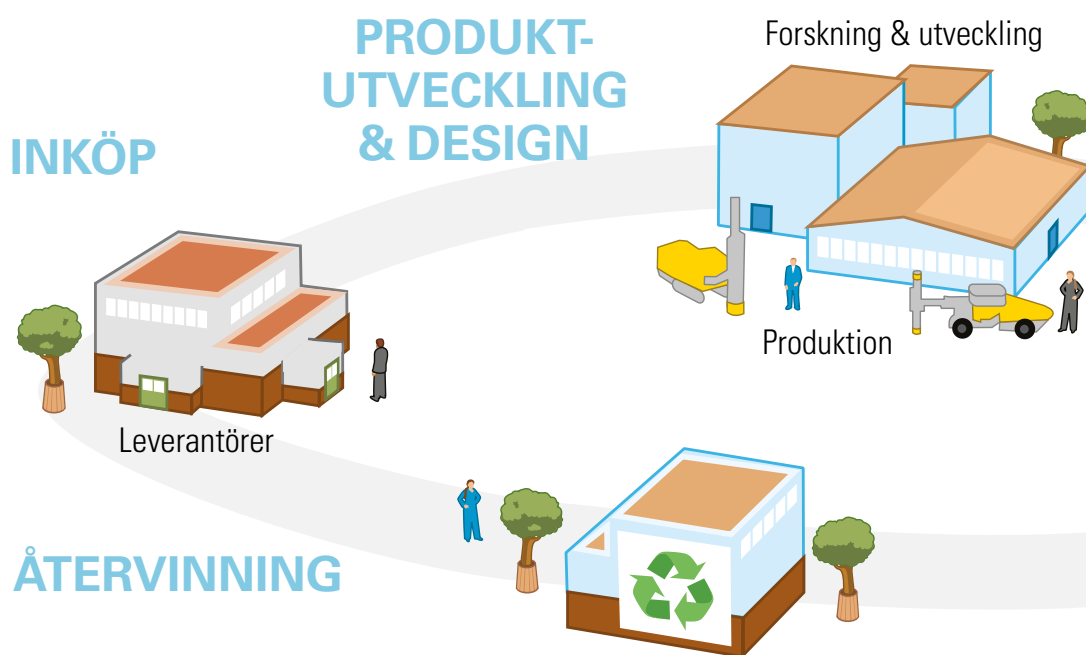 PRODUKT-
UTVECKLING
& DESIGN
Forskning & utveckling
INKÖP
Produktion
Leverantörer
ÅTERVINNING